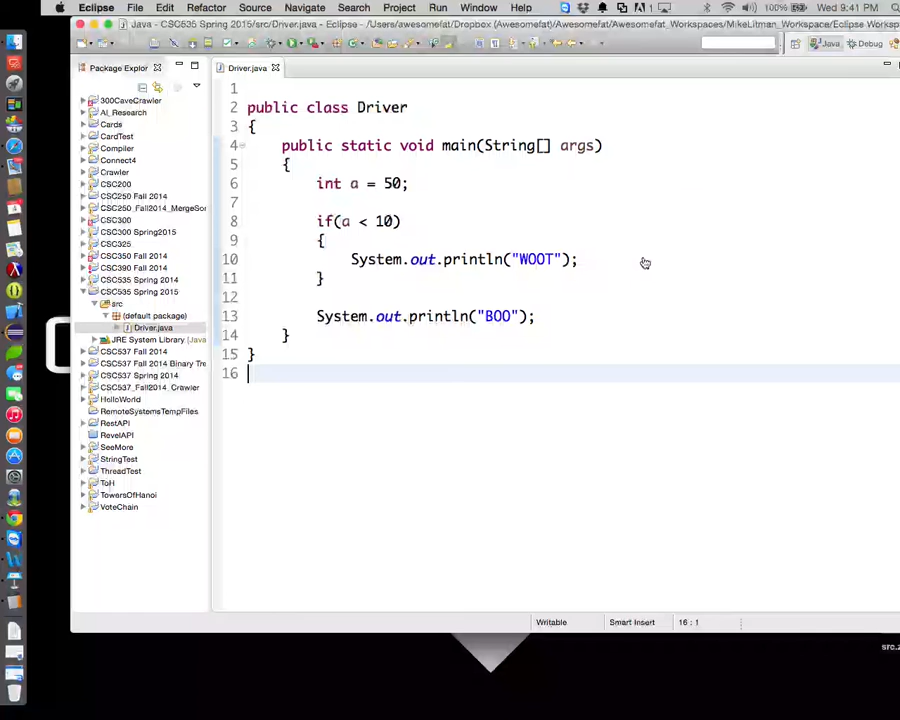 Eclipse File Edit Refactor Source Navigate Search Project Run Window Help 1 100% Wed 9:41 PM
Java - CSC535 Spring 2015/src/Driver.java - Eclipse - /Users/awesomefat/Dropbox (Awesomefat)/Awesomefat_Workspaces/MikeLitman_Workspace/Eclipse Workspa
Java Debug
Package Explor
Driver.java
300CaveCrawler
AI_Research
Cards
CardTest
Compiler
Connect4
Crawler
CSC200
CSC250 Fall 2014
CSC250_Fall2014_MergeSor
CSC300
CSC300 Spring2015
CSC325
CSC350 Fall 2014
CSC390 Fall 2014
CSC535 Spring 2014
CSC535 Spring 2015
src
(default package)
Driver.java
JRE System Library [Java
CSC537 Fall 2014
CSC537 Fall 2014 Binary Tr
CSC537 Spring 2014
CSC537_Fall2014_Crawler
HelloWorld
RemoteSystemsTempFiles
RestAPI
RevelAPI
SeeMore
StringTest
ThreadTest
ToH
TowersOfHanoi
VoteChain
1
2 public class Driver
3 {
4 public static void main(String[] args)
5 {
6 int a = 50;
7
8 if(a < 10)
9 {
10 System.out.println("WOOT");
11 }
12
13 System.out.println("BOO");
14 }
15 }
16
Writable Smart Insert 16 : 1
src.z